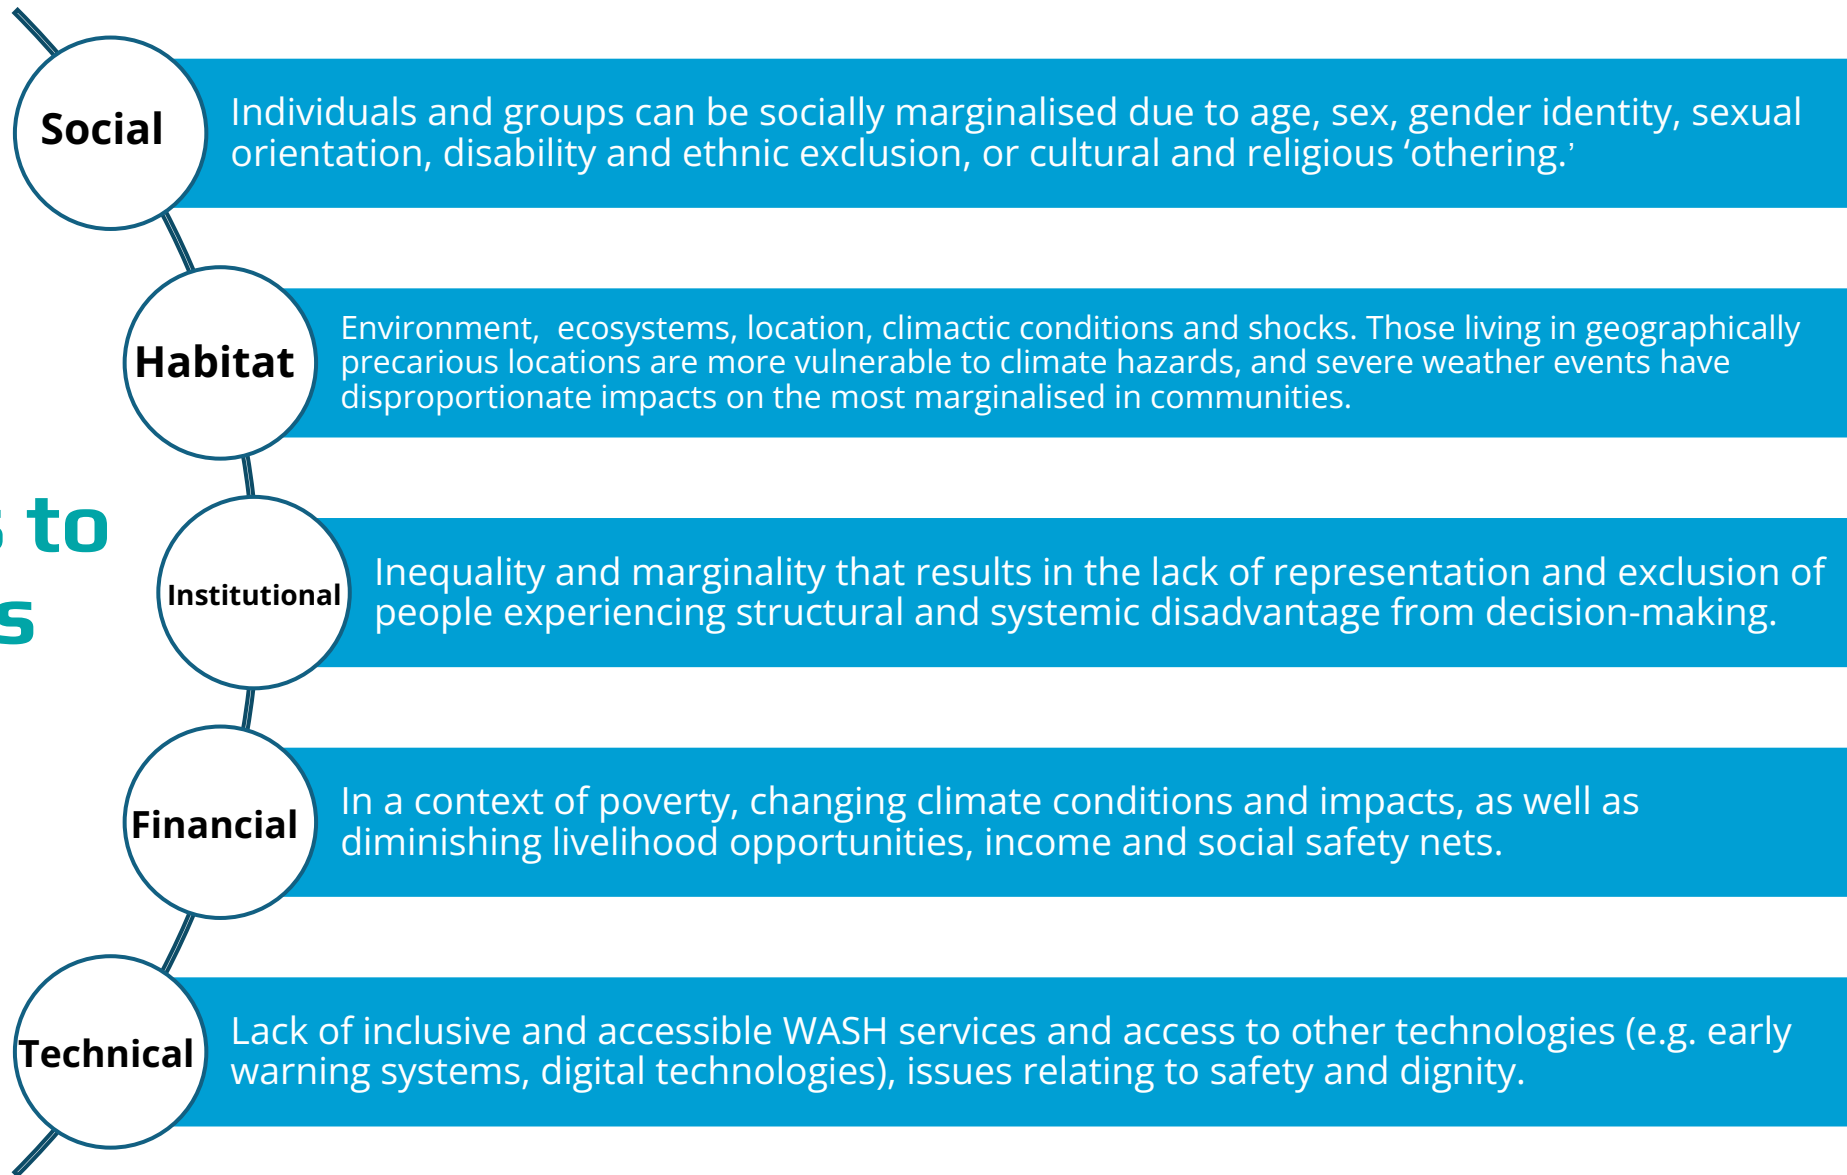 Social
Individuals and groups can be socially marginalised due to age, sex, gender identity, sexual
orientation, disability and ethnic exclusion, or cultural and religious ‘othering.’
Habitat
Environment,  ecosystems, location, climactic conditions and shocks. Those living in geographically
precarious locations are more vulnerable to climate hazards, and severe weather events have
disproportionate impacts on the most marginalised in communities.
s to
s
Institutional
Inequality and marginality that results in the lack of representation and exclusion of
people experiencing structural and systemic disadvantage from decision-making.
Financial
In a context of poverty, changing climate conditions and impacts, as well as
diminishing livelihood opportunities, income and social safety nets.
Technical
Lack of inclusive and accessible WASH services and access to other technologies (e.g. early
warning systems, digital technologies), issues relating to safety and dignity.